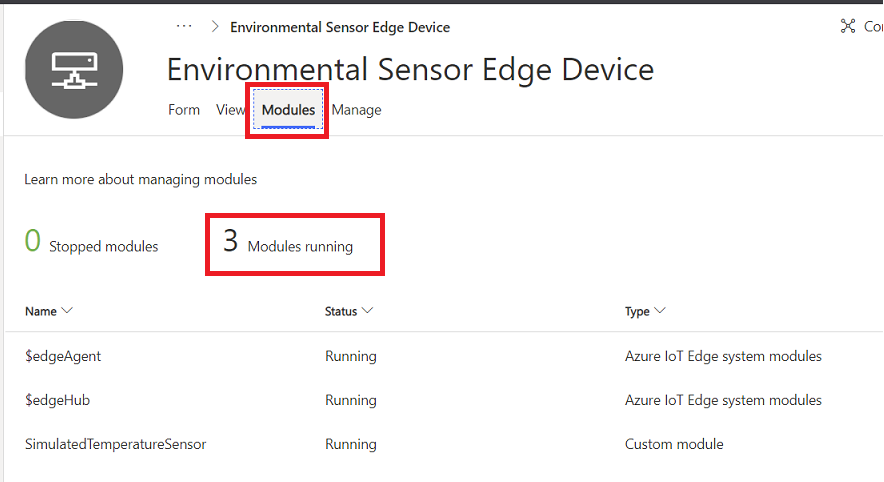 ... > Environmental Sensor Edge Device
Environmental Sensor Edge Device
Form View Modules Manage
Learn more about managing modules
0 Stopped modules 3 Modules running
Name Status Type
$edgeAgent Running Azure IoT Edge system modules
$edgeHub Running Azure IoT Edge system modules
SimulatedTemperatureSensor Running Custom module